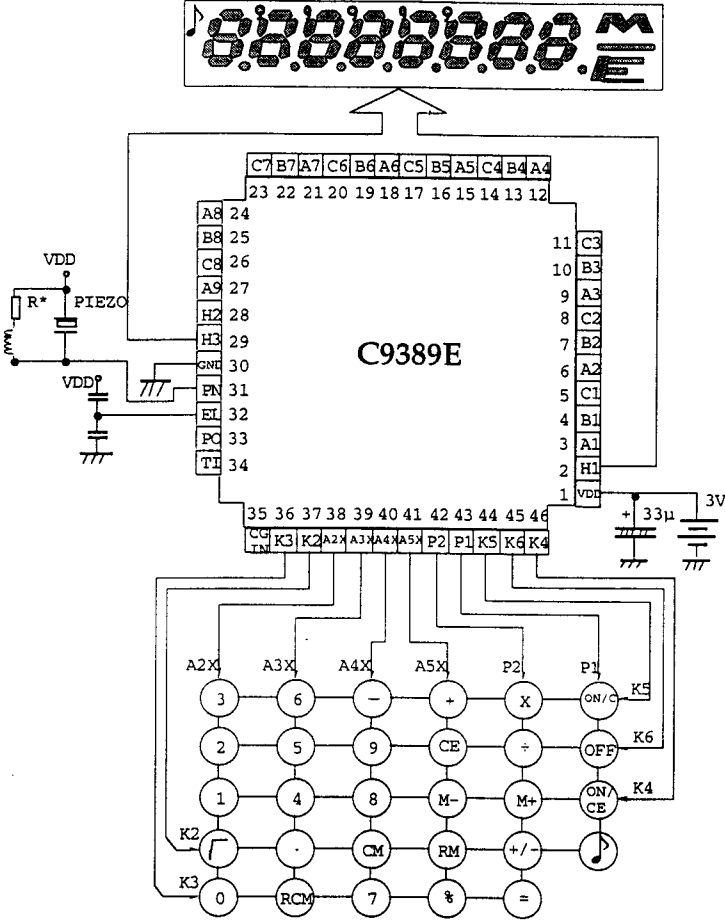 M
E
C7 B7 A7 C6 B6 A6 C5 B5 A5 C4 B4 A4
23 22 21 20 19 18 17 16 15 14 13 12
A8 24
B8 25
C8 26
A9 27
H2 28
H3 29
GND 30
PN 31
EL 32
PO 33
TI 34
VDD
R* PIEZO
VDD
C9389E
11 C3
10 B3
9 A3
8 C2
7 B2
6 A2
5 C1
4 B1
3 A1
2 H1
1 VDD
3V
+ 33μ
35 36 37 38 39 40 41 42 43 44 45 46
CG IN K3 K2 A2X A3X A4X A5X P2 P1 K5 K6 K4
A2X A3X A4X A5X P2 P1
3 6 − + X ON/C K5
2 5 9 CE ÷ OFF K6
1 4 8 M- M+ ON/CE K4
K2 √ · CM RM +/- ♪
K3 0 RCM 7 % =